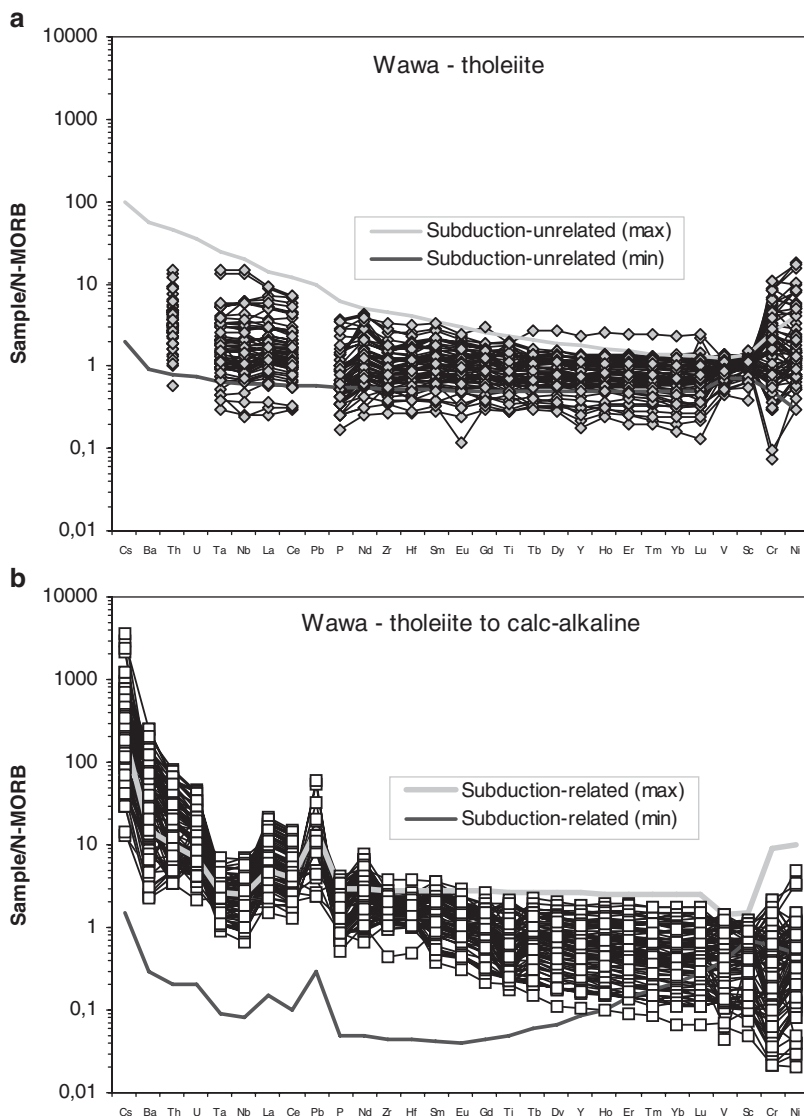 a
Wawa - tholeiite
10000
1000
100
10
1
0,1
0,01
Sample/N-MORB
Subduction-unrelated (max)
Subduction-unrelated (min)
Cs Ba Th U Ta Nb La Ce Pb P Nd Zr Hf Sm Eu Gd Ti Tb Dy Y Ho Er Tm Yb Lu V Sc Cr Ni
b
Wawa - tholeiite to calc-alkaline
10000
1000
100
10
1
0,1
0,01
Sample/N-MORB
Subduction-related (max)
Subduction-related (min)
Cs Ba Th U Ta Nb La Ce Pb P Nd Zr Hf Sm Eu Gd Ti Tb Dy Y Ho Er Tm Yb Lu V Sc Cr Ni